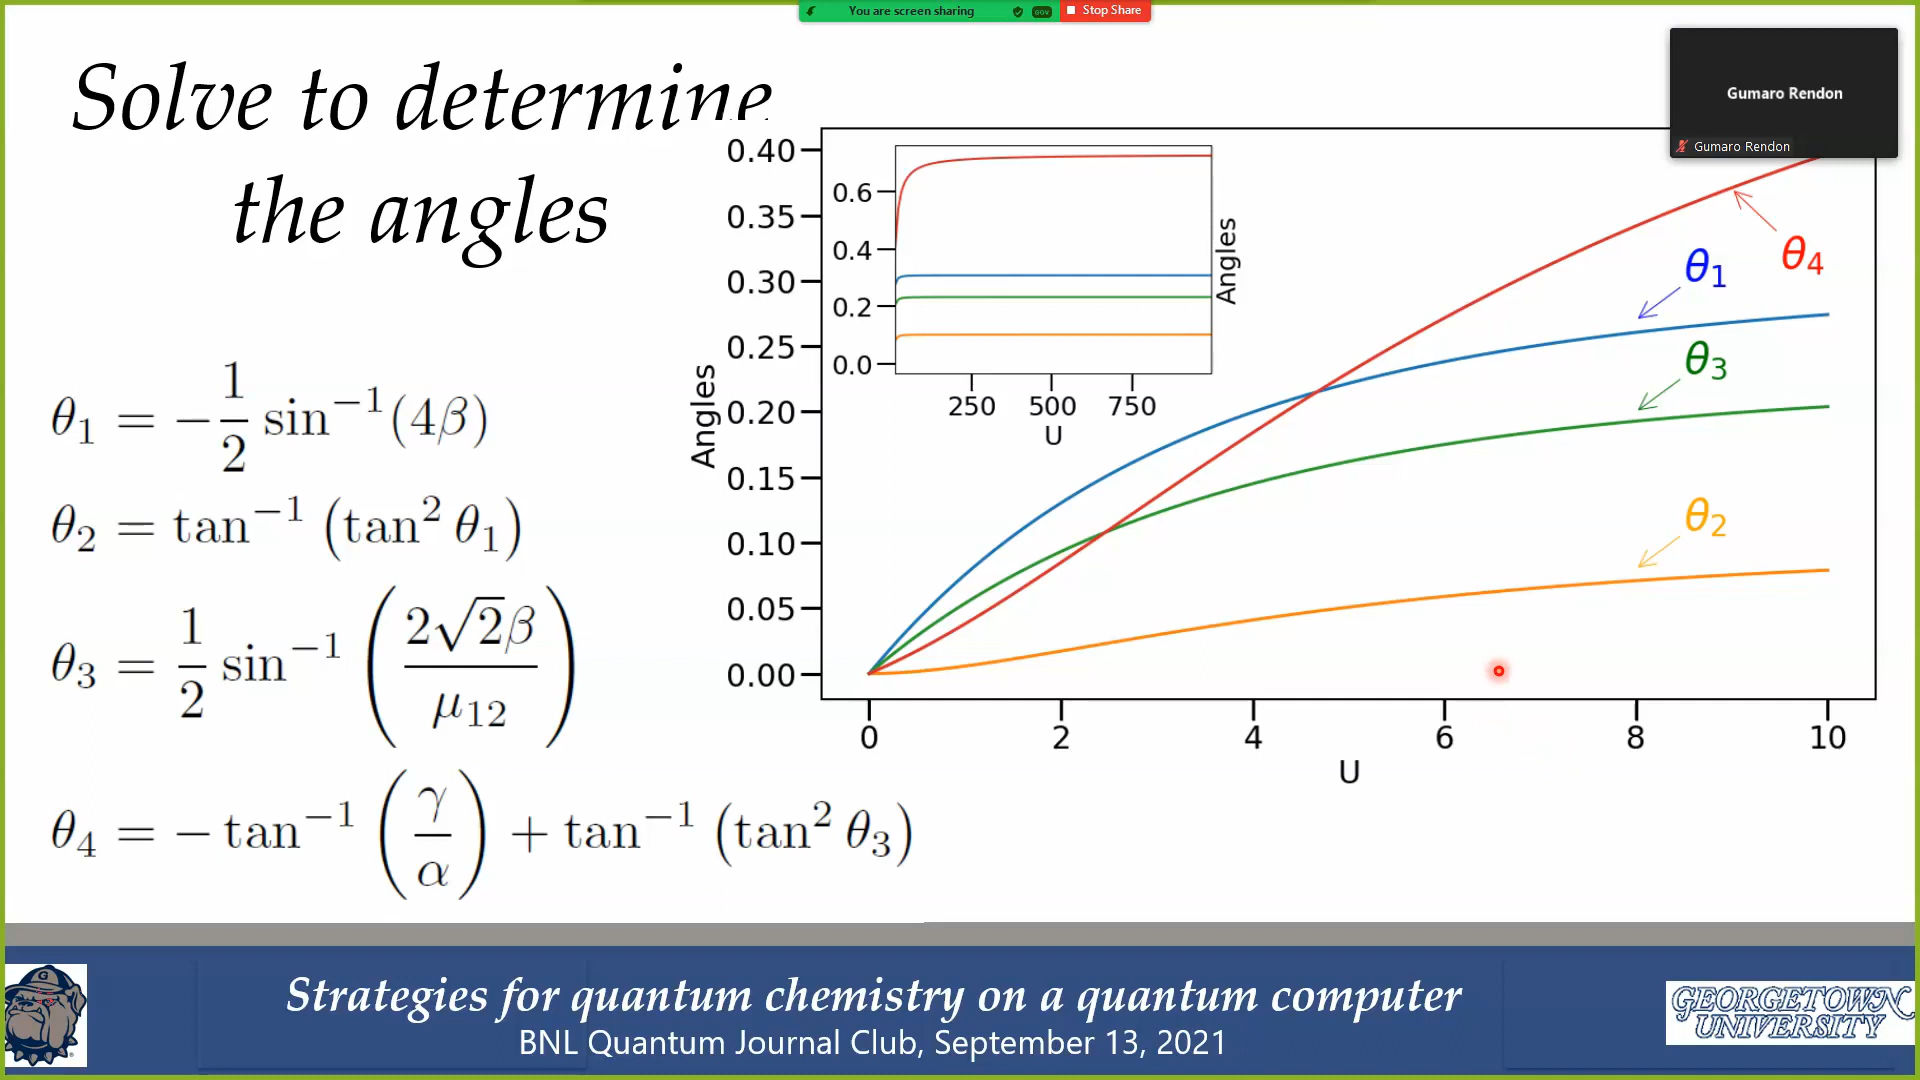 You are screen sharing
GOV
Stop Share
Gumaro Rendon
Gumaro Rendon
Solve to determine
the angles
θ₁ = −1/2 sin⁻¹(4β)
θ₂ = tan⁻¹ (tan² θ₁)
θ₃ = 1/2 sin⁻¹ (2√2β/μ₁₂)
θ₄ = − tan⁻¹ (γ/α) + tan⁻¹ (tan² θ₃)
Angles
0.40
0.35
0.30
0.25
0.20
0.15
0.10
0.05
0.00
0 2 4 6 8 10
U
0.6
0.4
0.2
0.0
250 500 750
U
Angles
θ₄
θ₁
θ₃
θ₂
Strategies for quantum chemistry on a quantum computer
BNL Quantum Journal Club, September 13, 2021
G
GEORGETOWN
UNIVERSITY